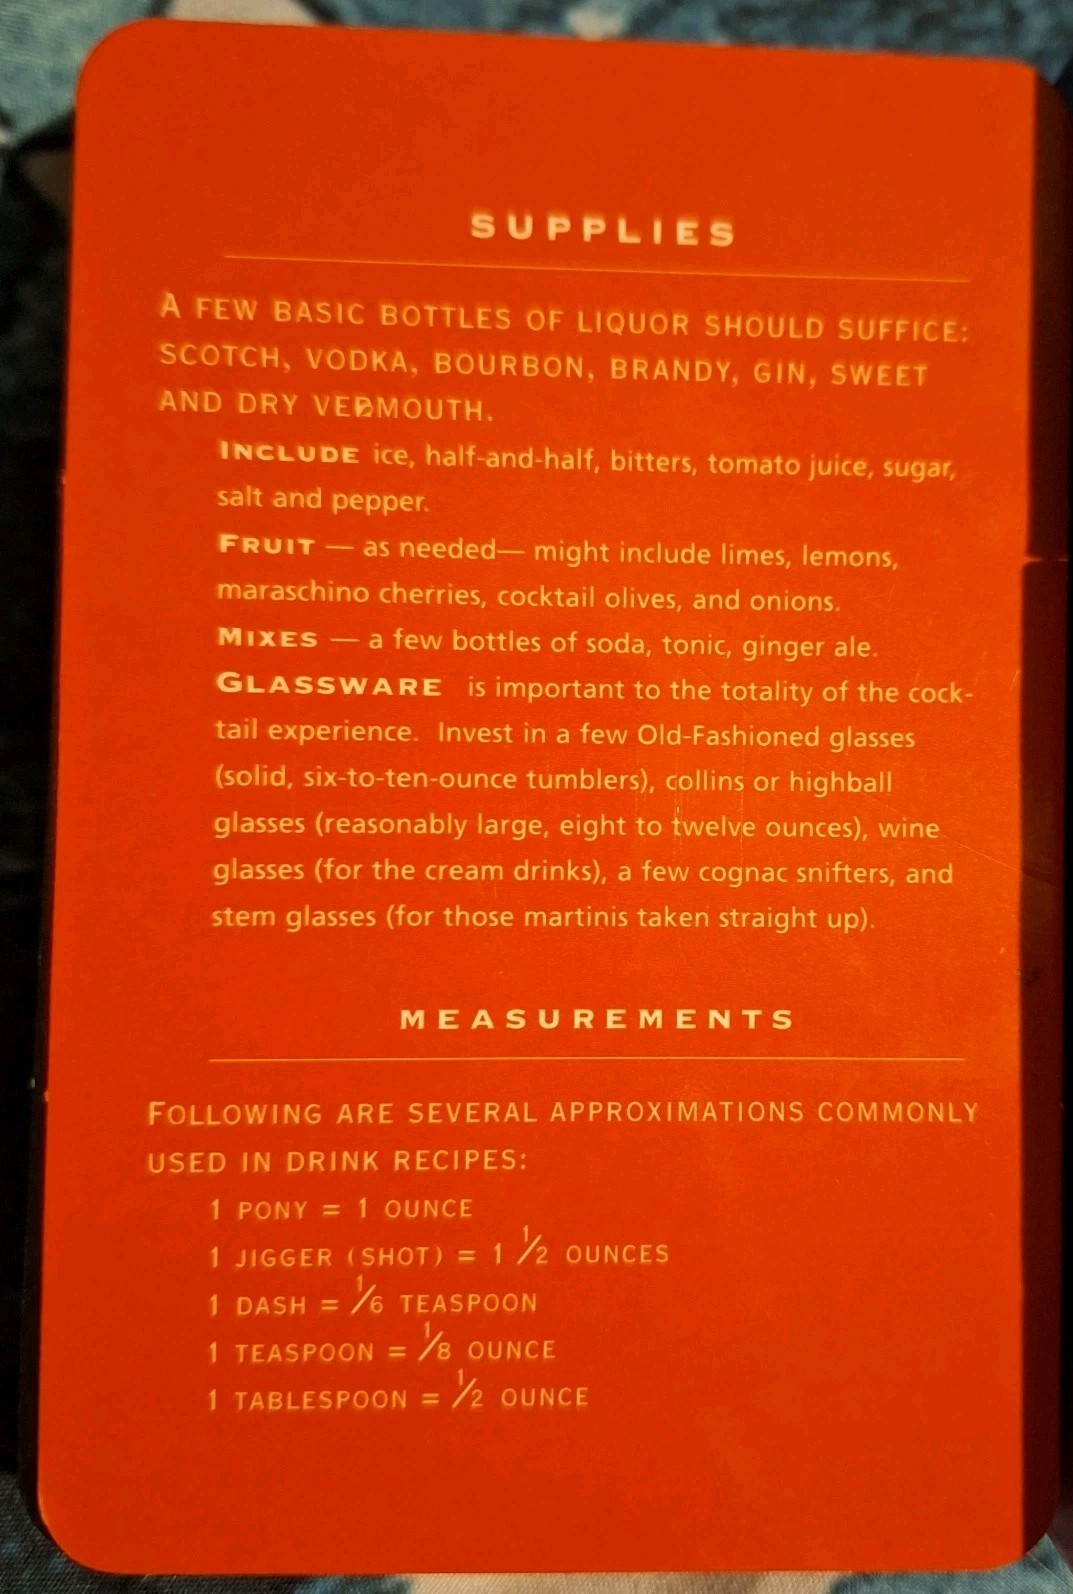 SUPPLIES
A FEW BASIC BOTTLES OF LIQUOR SHOULD SUFFICE:
SCOTCH, VODKA, BOURBON, BRANDY, GIN, SWEET
AND DRY VERMOUTH.
INCLUDE ice, half-and-half, bitters, tomato juice, sugar,
salt and pepper.
FRUIT — as needed— might include limes, lemons,
maraschino cherries, cocktail olives, and onions.
MIXES — a few bottles of soda, tonic, ginger ale.
GLASSWARE is important to the totality of the cock-
tail experience. Invest in a few Old-Fashioned glasses
(solid, six-to-ten-ounce tumblers), collins or highball
glasses (reasonably large, eight to twelve ounces), wine
glasses (for the cream drinks), a few cognac snifters, and
stem glasses (for those martinis taken straight up).
MEASUREMENTS
FOLLOWING ARE SEVERAL APPROXIMATIONS COMMONLY
USED IN DRINK RECIPES:
1 PONY = 1 OUNCE
1 JIGGER (SHOT) = 1 1/2 OUNCES
1 DASH = 1/6 TEASPOON
1 TEASPOON = 1/8 OUNCE
1 TABLESPOON = 1/2 OUNCE